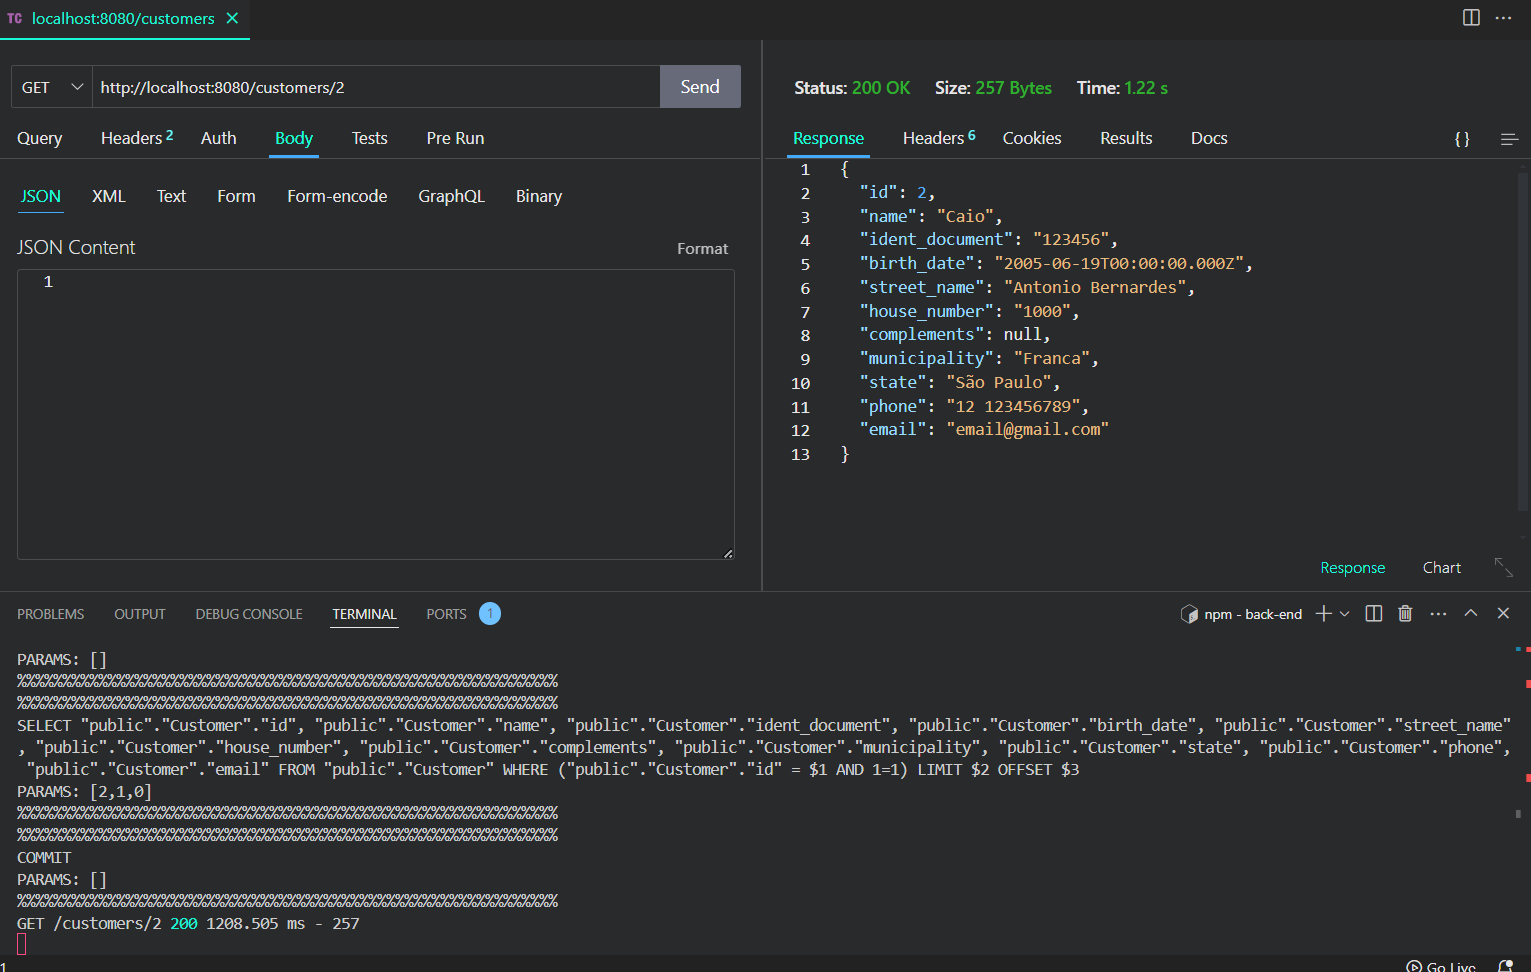 TC localhost:8080/customers
GET http://localhost:8080/customers/2 Send
Status: 200 OK Size: 257 Bytes Time: 1.22 s
Query Headers 2 Auth Body Tests Pre Run
Response Headers 6 Cookies Results Docs {}
JSON XML Text Form Form-encode GraphQL Binary
JSON Content Format
1
1 {
2 "id": 2,
3 "name": "Caio",
4 "ident_document": "123456",
5 "birth_date": "2005-06-19T00:00:00.000Z",
6 "street_name": "Antonio Bernardes",
7 "house_number": "1000",
8 "complements": null,
9 "municipality": "Franca",
10 "state": "São Paulo",
11 "phone": "12 123456789",
12 "email": "email@gmail.com"
13 }
Response Chart
PROBLEMS OUTPUT DEBUG CONSOLE TERMINAL PORTS 1 npm - back-end
PARAMS: []
%%%%%%%%%%%%%%%%%%%%%%%%%%%%%%%%%%%%%%%%%%%%%%%%%%%%%%%%%%%%
%%%%%%%%%%%%%%%%%%%%%%%%%%%%%%%%%%%%%%%%%%%%%%%%%%%%%%%%%%%%
SELECT "public"."Customer"."id", "public"."Customer"."name", "public"."Customer"."ident_document", "public"."Customer"."birth_date", "public"."Customer"."street_name"
, "public"."Customer"."house_number", "public"."Customer"."complements", "public"."Customer"."municipality", "public"."Customer"."state", "public"."Customer"."phone",
"public"."Customer"."email" FROM "public"."Customer" WHERE ("public"."Customer"."id" = $1 AND 1=1) LIMIT $2 OFFSET $3
PARAMS: [2,1,0]
%%%%%%%%%%%%%%%%%%%%%%%%%%%%%%%%%%%%%%%%%%%%%%%%%%%%%%%%%%%%
%%%%%%%%%%%%%%%%%%%%%%%%%%%%%%%%%%%%%%%%%%%%%%%%%%%%%%%%%%%%
COMMIT
PARAMS: []
%%%%%%%%%%%%%%%%%%%%%%%%%%%%%%%%%%%%%%%%%%%%%%%%%%%%%%%%%%%%
GET /customers/2 200 1208.505 ms - 257
1 Go Live